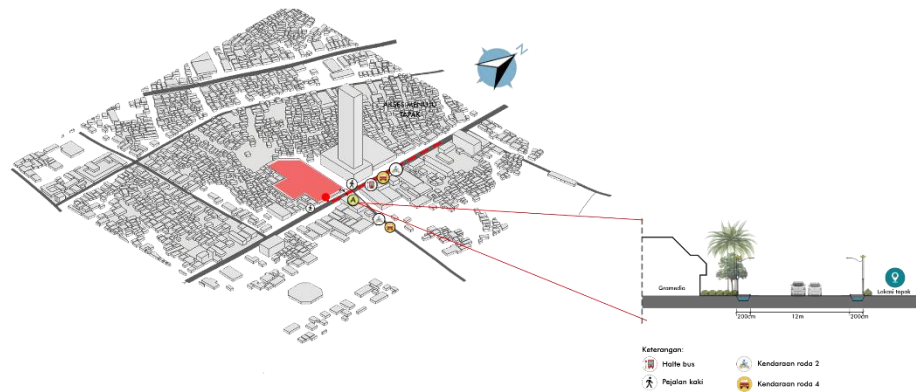 N
AKSES MENUJU
TAPAK
A
Gramedia
Lokasi tapak
200cm
12m
200cm
Keterangan:
Halte bus
Kendaraan roda 2
Pejalan kaki
Kendaraan roda 4